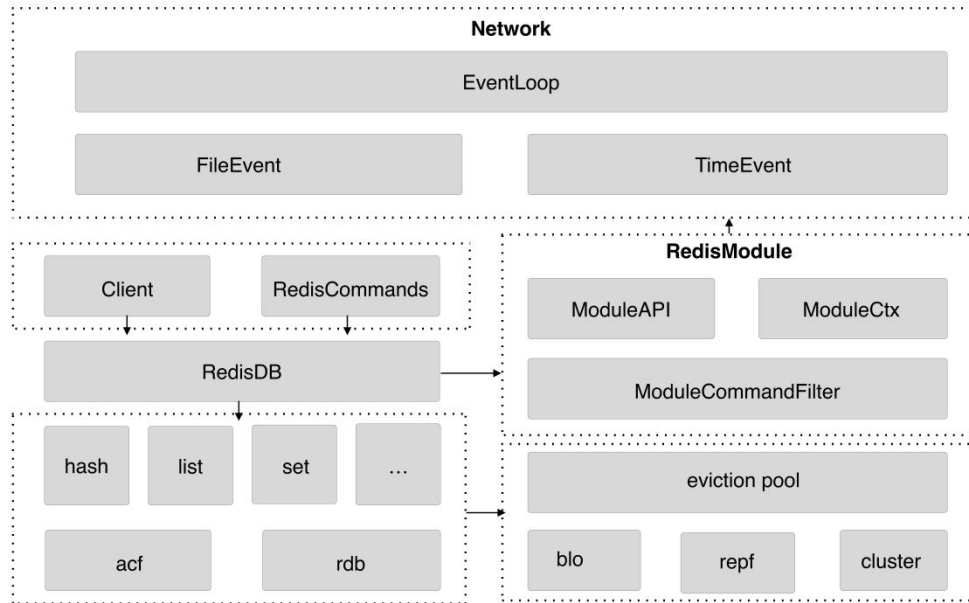 Network
EventLoop
FileEvent
TimeEvent
Client
RedisCommands
RedisDB
RedisModule
ModuleAPI
ModuleCtx
ModuleCommandFilter
hash
list
set
...
acf
rdb
eviction pool
blo
repf
cluster